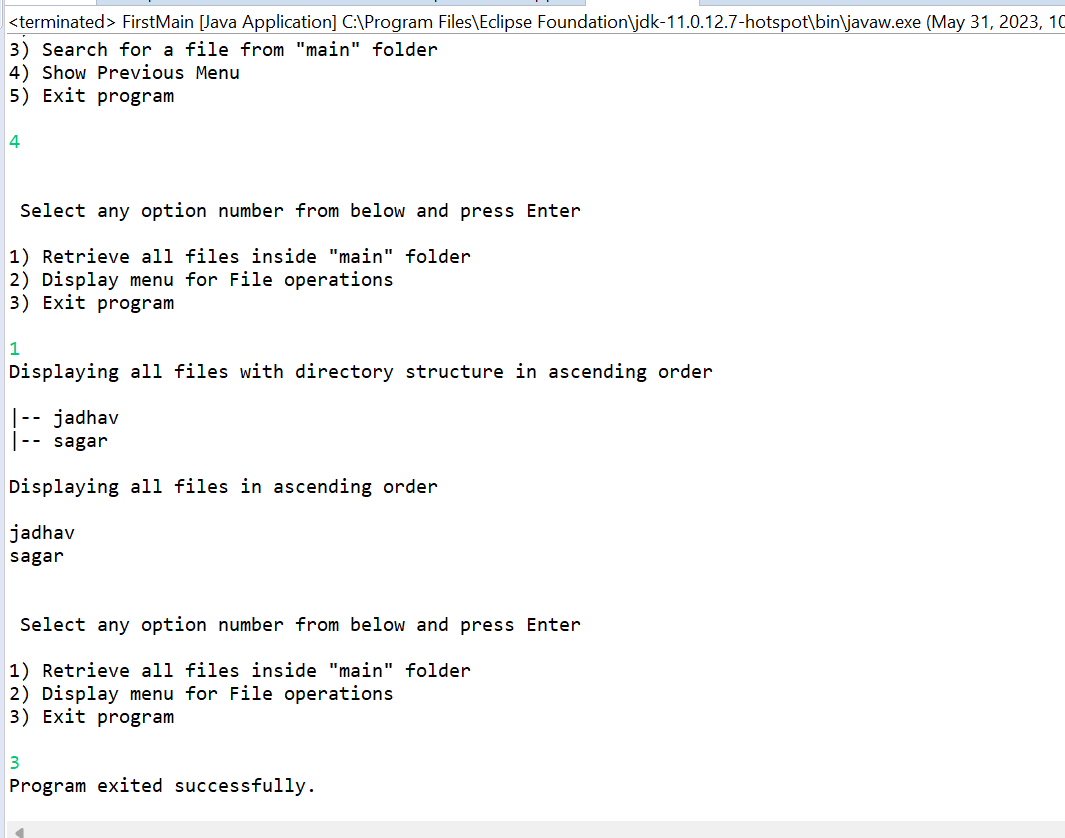 <terminated> FirstMain [Java Application] C:\Program Files\Eclipse Foundation\jdk-11.0.12.7-hotspot\bin\javaw.exe (May 31, 2023, 10
3) Search for a file from "main" folder
4) Show Previous Menu
5) Exit program
4
Select any option number from below and press Enter
1) Retrieve all files inside "main" folder
2) Display menu for File operations
3) Exit program
1
Displaying all files with directory structure in ascending order
|-- jadhav
|-- sagar
Displaying all files in ascending order
jadhav
sagar
Select any option number from below and press Enter
1) Retrieve all files inside "main" folder
2) Display menu for File operations
3) Exit program
3
Program exited successfully.